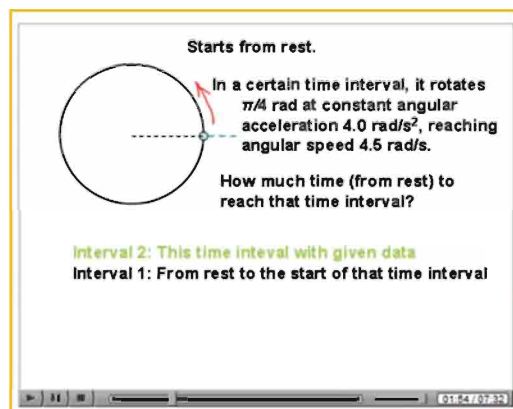 Starts from rest.
In a certain time interval, it rotates
π/4 rad at constant angular
acceleration 4.0 rad/s², reaching
angular speed 4.5 rad/s.
How much time (from rest) to
reach that time interval?
Interval 2: This time inteval with given data
Interval 1: From rest to the start of that time interval
01:54 / 07:32